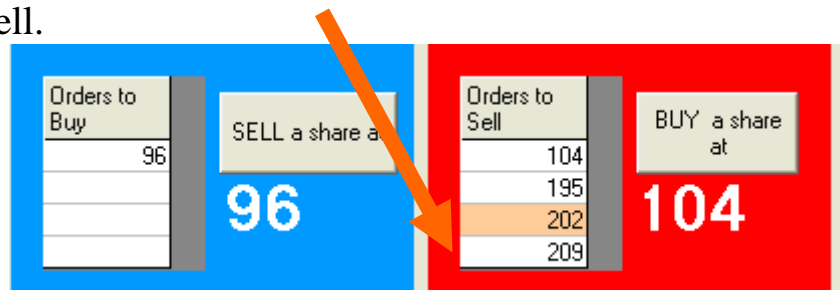 ell.
Orders to
Buy
96
SELL a share a
96
Orders to
Sell
104
195
202
209
BUY a share
at
104